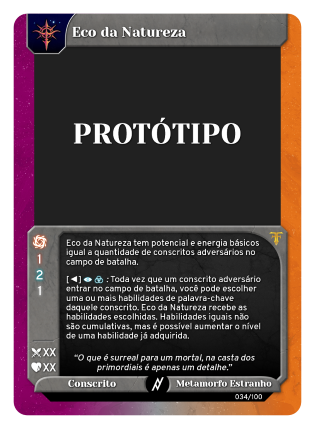 Eco da Natureza
PROTÓTIPO
Eco da Natureza tem potencial e energia básicos
igual a quantidade de conscritos adversários no
campo de batalha.
[◄] : Toda vez que um conscrito adversário
entrar no campo de batalha, você pode escolher
uma ou mais habilidades de palavra-chave
daquele conscrito. Eco da Natureza recebe as
habilidades escolhidas. Habilidades iguais não
são cumulativas, mas é possível aumentar o nível
de uma habilidade já adquirida.
“O que é surreal para um mortal, na casta dos
primordiais é apenas um detalhe.”
1
2
1
XX
XX
Conscrito
Metamorfo Estranho
034/100